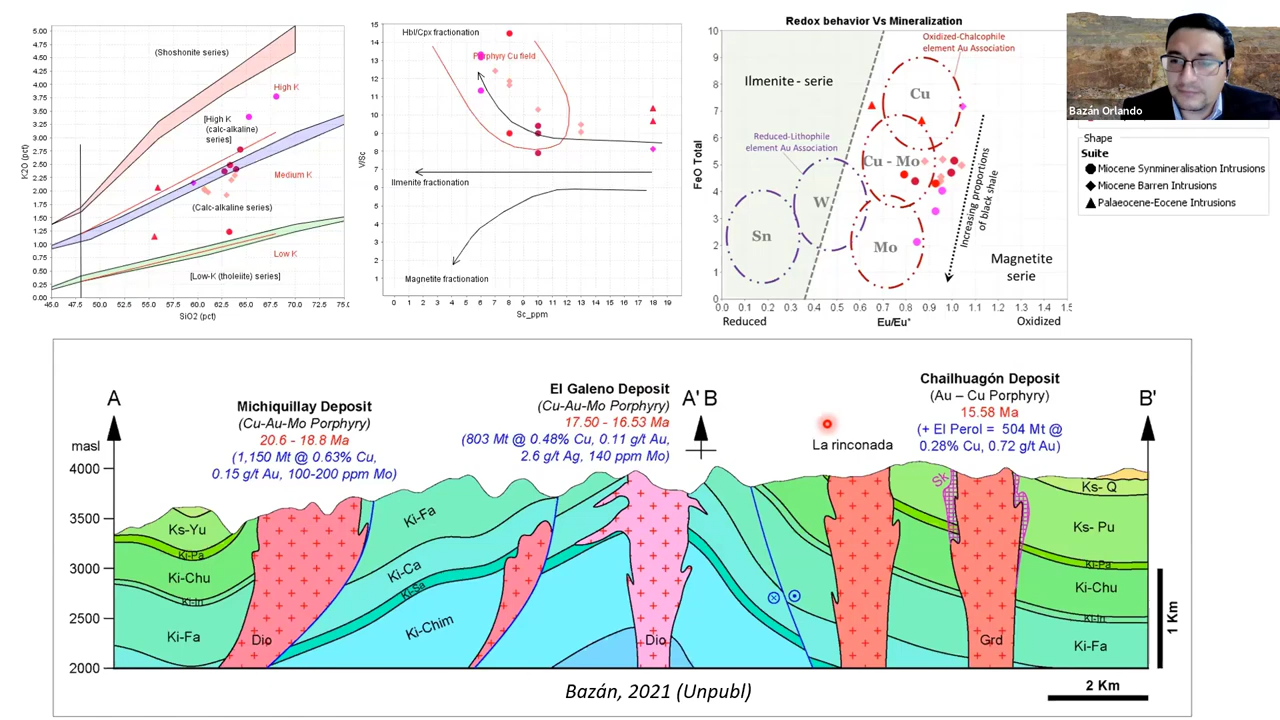 5.00
4.75
4.50
4.25
4.00
3.75
3.50
3.25
3.00
2.75
2.50
2.25
2.00
1.75
1.50
1.25
1.00
0.75
0.50
0.25
0.00
K2O (pct)
(Shoshonite series)
High K
[High K
(calc-alkaline)
series]
Medium K
(Calc-alkaline series)
Low K
[Low-K (tholeiite) series]
45.0 47.5 50.0 52.5 55.0 57.5 60.0 62.5 65.0 67.5 70.0 72.5 75.0
SiO2 (pct)
15
14
13
12
11
10
9
8
7
6
5
4
3
2
1
V/Sc
Hbl/Cpx fractionation
Porphyry Cu field
Ilmenite fractionation
Magnetite fractionation
0 1 2 3 4 5 6 7 8 9 10 11 12 13 14 15 16 17 18 19
Sc_ppm
Redox behavior Vs Mineralization
10
9
8
7
6
5
4
3
2
1
0
FeO Total
Oxidized-Chalcophile
element Au Association
Ilmenite - serie
Cu
Reduced-Lithophile
element Au Association
Cu - Mo
W
Sn
Mo
Increasing proportions
of black shale
Magnetite
serie
0.0 0.1 0.2 0.3 0.4 0.5 0.6 0.7 0.8 0.9 1.0 1.1 1.2 1.3 1.4
Reduced
Eu/Eu*
Oxidized
Bazán Orlando
Shape
Suite
Miocene Synmineralisation Intrusions
Miocene Barren Intrusions
Palaeocene-Eocene Intrusions
A
Michiquillay Deposit
(Cu-Au-Mo Porphyry)
20.6 - 18.8 Ma
(1,150 Mt @ 0.63% Cu,
0.15 g/t Au, 100-200 ppm Mo)
El Galeno Deposit
(Cu-Au-Mo Porphyry)
17.50 - 16.53 Ma
(803 Mt @ 0.48% Cu, 0.11 g/t Au,
2.6 g/t Ag, 140 ppm Mo)
A' B
La rinconada
Chailhuagón Deposit
(Au – Cu Porphyry)
15.58 Ma
(+ El Perol = 504 Mt @
0.28% Cu, 0.72 g/t Au)
B'
masl
4000
3500
3000
2500
2000
Ks-Yu
Ki-Pa
Ki-Chu
Ki-In
Ki-Fa
Dio
Ki-Fa
Ki-Ca
Ki-Sa
Ki-Chim
Dio
Sk
Grd
Ks- Q
Ks- Pu
Ki-Pa
Ki-Chu
Ki-In
Ki-Fa
1 Km
2 Km
Bazán, 2021 (Unpubl)